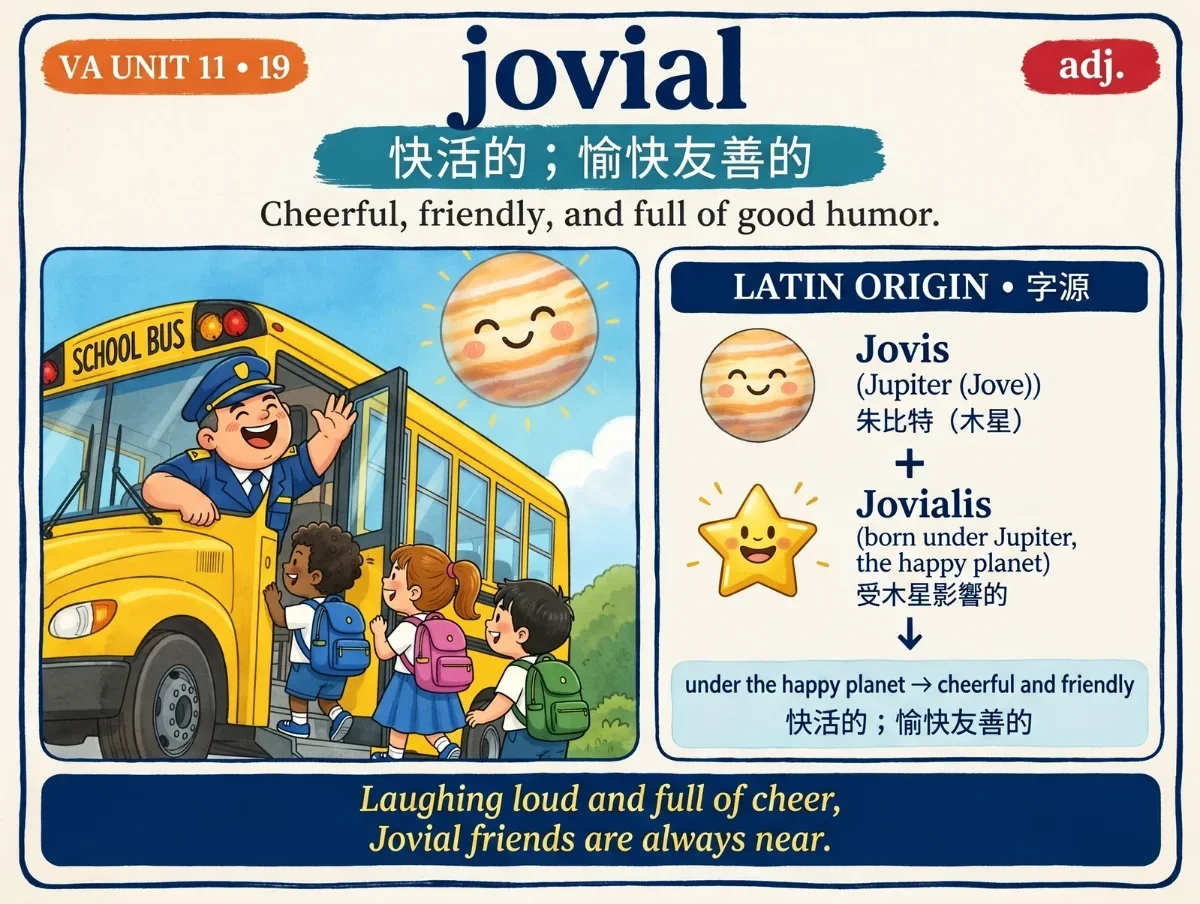 VA UNIT 11 • 19
jovial
adj.
快活的；愉快友善的
Cheerful, friendly, and full of good humor.
SCHOOL BUS
LATIN ORIGIN • 字源
Jovis
(Jupiter (Jove))
朱比特（木星）
+
Jovialis
(born under Jupiter,
the happy planet)
受木星影響的
↓
under the happy planet → cheerful and friendly
快活的；愉快友善的
Laughing loud and full of cheer,
Jovial friends are always near.